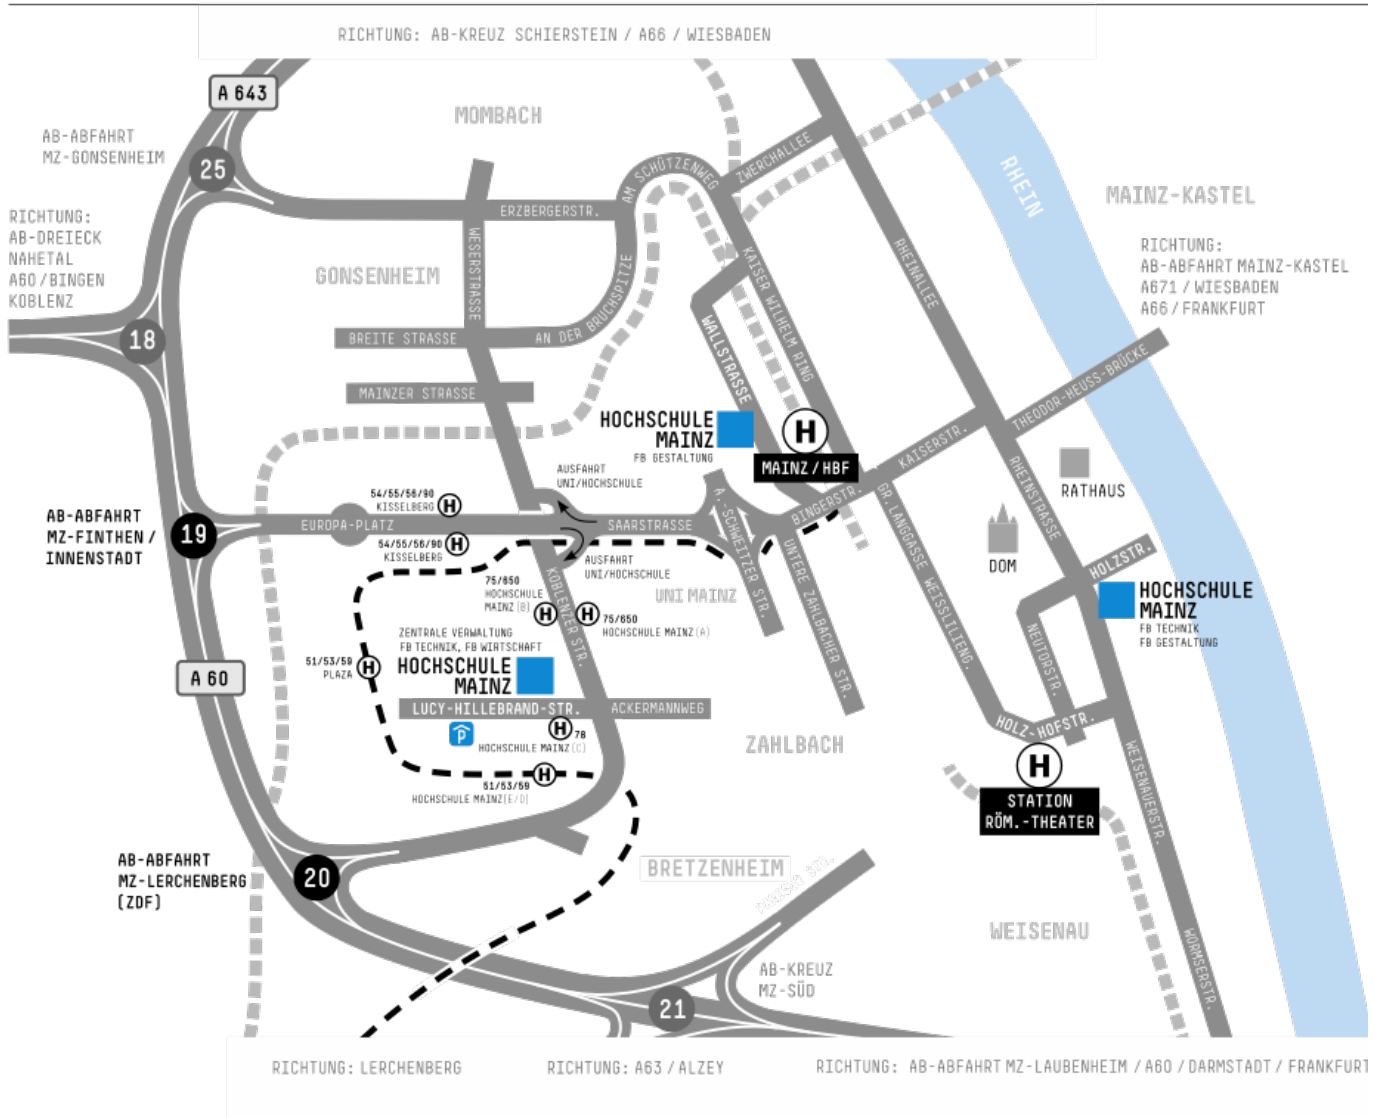 RICHTUNG: AB-KREUZ SCHIERSTEIN / A66 / WIESBADEN
A 643
MOMBACH
AB-ABFAHRT
MZ-GONSENHEIM
25
ZWERCHALLEE
AM SCHÜTZENWEG
RHEIN
MAINZ-KASTEL
RICHTUNG:
AB-DREIECK
NAHETAL
A60 / BINGEN
KOBLENZ
ERZBERGERSTR.
WESERSTRASSE
GONSENHEIM
RICHTUNG:
AB-ABFAHRT MAINZ-KASTEL
A671 / WIESBADEN
A66 / FRANKFURT
RHEINALLEE
KAISER WILHELM RING
WALLSTRASSE
18
BREITE STRASSE
AN DER BRUCHSPITZE
MAINZER STRASSE
THEODOR-HEUSS-BRÜCKE
HOCHSCHULE
MAINZ
FB GESTALTUNG
H
MAINZ / HBF
KAISERSTR.
RHEINSTRASSE
RATHAUS
AUSFAHRT
UNI/HOCHSCHULE
54/55/56/90
KISSELBERG
H
BINGERSTR.
GR. LANGGASSE
WEISSLILIENG.
AB-ABFAHRT
MZ-FINTHEN /
INNENSTADT
19
EUROPA-PLATZ
SAARSTRASSE
A.-SCHWEITZER STR.
UNTERE ZAHLBACHER STR.
54/55/56/90
KISSELBERG
H
AUSFAHRT
UNI/HOCHSCHULE
DOM
HOLZSTR.
KOBLENZER STR.
UNI MAINZ
75/650
HOCHSCHULE
MAINZ (B)
H
H
75/650
HOCHSCHULE MAINZ (A)
HOCHSCHULE
MAINZ
FB TECHNIK
FB GESTALTUNG
NEUTORSTR.
ZENTRALE VERWALTUNG
FB TECHNIK, FB WIRTSCHAFT
HOCHSCHULE
MAINZ
51/53/59
PLAZA
H
A 60
LUCY-HILLEBRAND-STR.
ACKERMANNWEG
P
H
78
HOCHSCHULE MAINZ (C)
ZAHLBACH
HOLZ-HOFSTR.
H
STATION
RÖM.-THEATER
WEISENAUERSTR.
51/53/59
HOCHSCHULE MAINZ (E/D)
H
AB-ABFAHRT
MZ-LERCHENBERG
(ZDF)
20
BRETZENHEIM
PARISER STR.
WEISENAU
WORMSERSTR.
AB-KREUZ
MZ-SÜD
21
RICHTUNG: LERCHENBERG
RICHTUNG: A63 / ALZEY
RICHTUNG: AB-ABFAHRT MZ-LAUBENHEIM / A60 / DARMSTADT / FRANKFURT